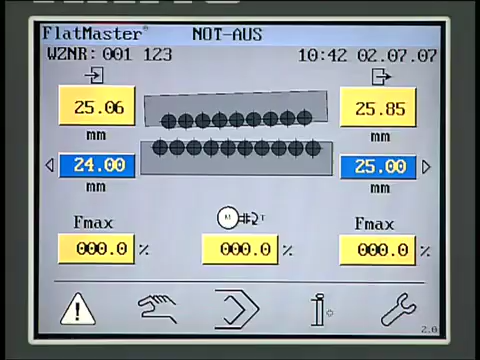 FlatMaster® NOT-AUS
WZNR: 001 123 10:42 02.07.07
25.06 25.85
mm mm
24.00 25.00
mm mm
Fmax M T Fmax
000.0 % 000.0 % 000.0 %
2.0